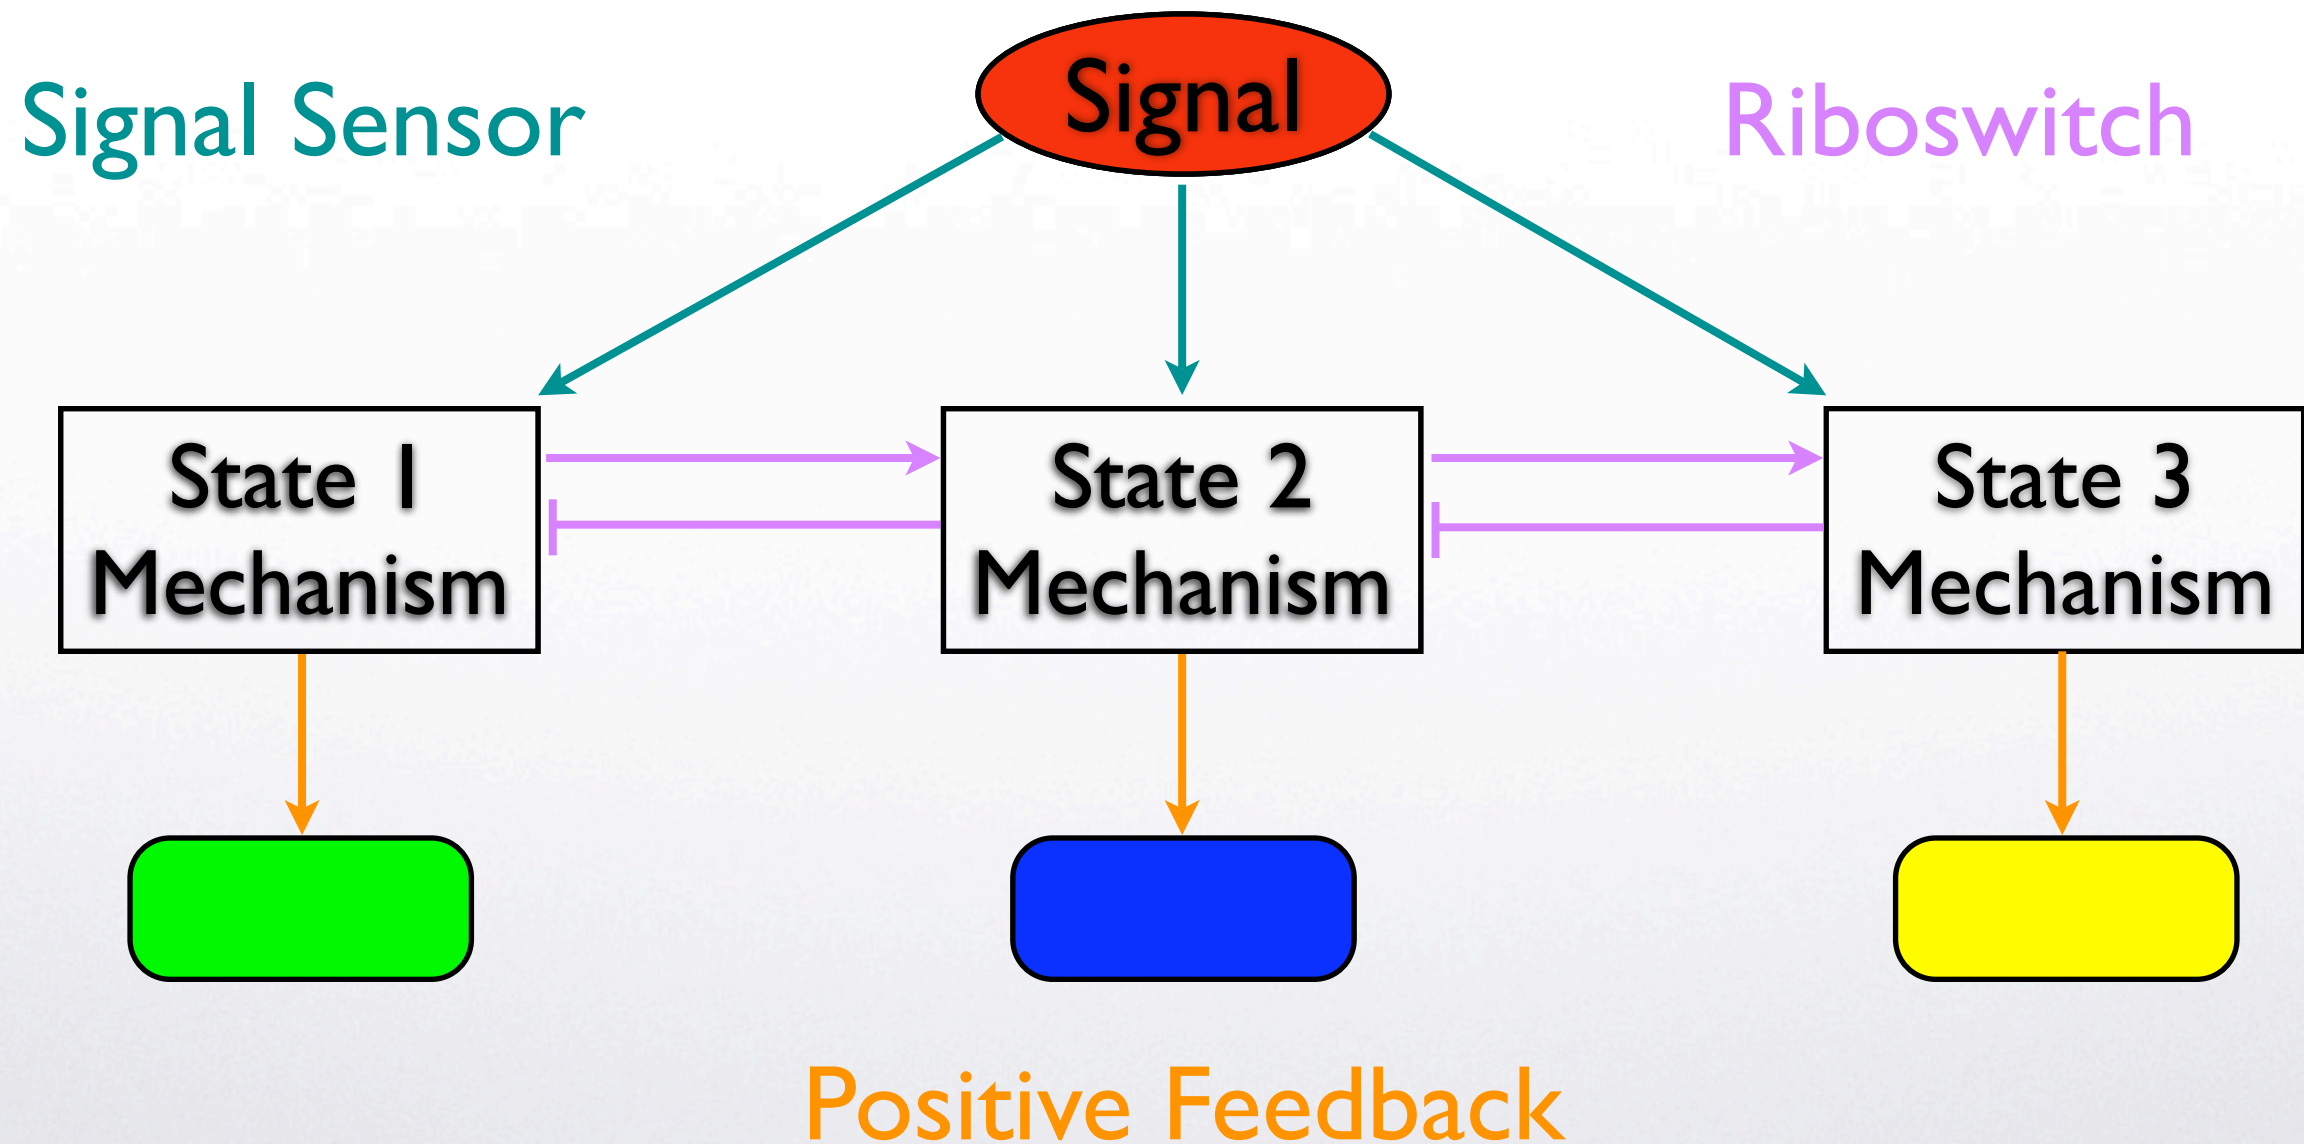 Signal
Signal Sensor
Riboswitch
State 1
Mechanism
State 2
Mechanism
State 3
Mechanism
Positive Feedback